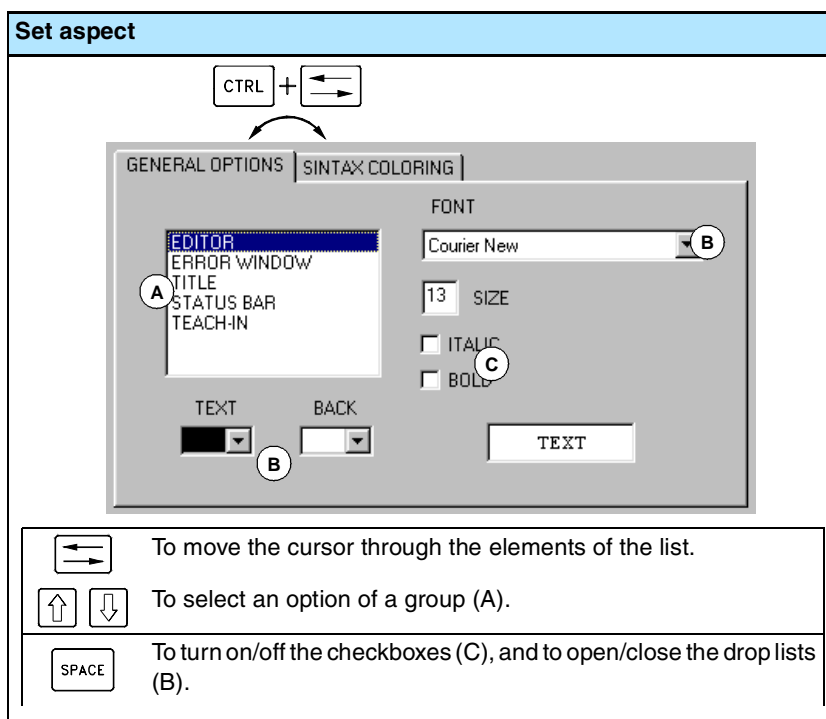 Set aspect
CTRL +
GENERAL OPTIONS SINTAX COLORING
FONT
EDITOR
ERROR WINDOW
TITLE
STATUS BAR
TEACH-IN
A
Courier New
B
13 SIZE
ITALIC
C
BOLD
TEXT BACK
B
TEXT
To move the cursor through the elements of the list.
To select an option of a group (A).
SPACE
To turn on/off the checkboxes (C), and to open/close the drop lists
(B).